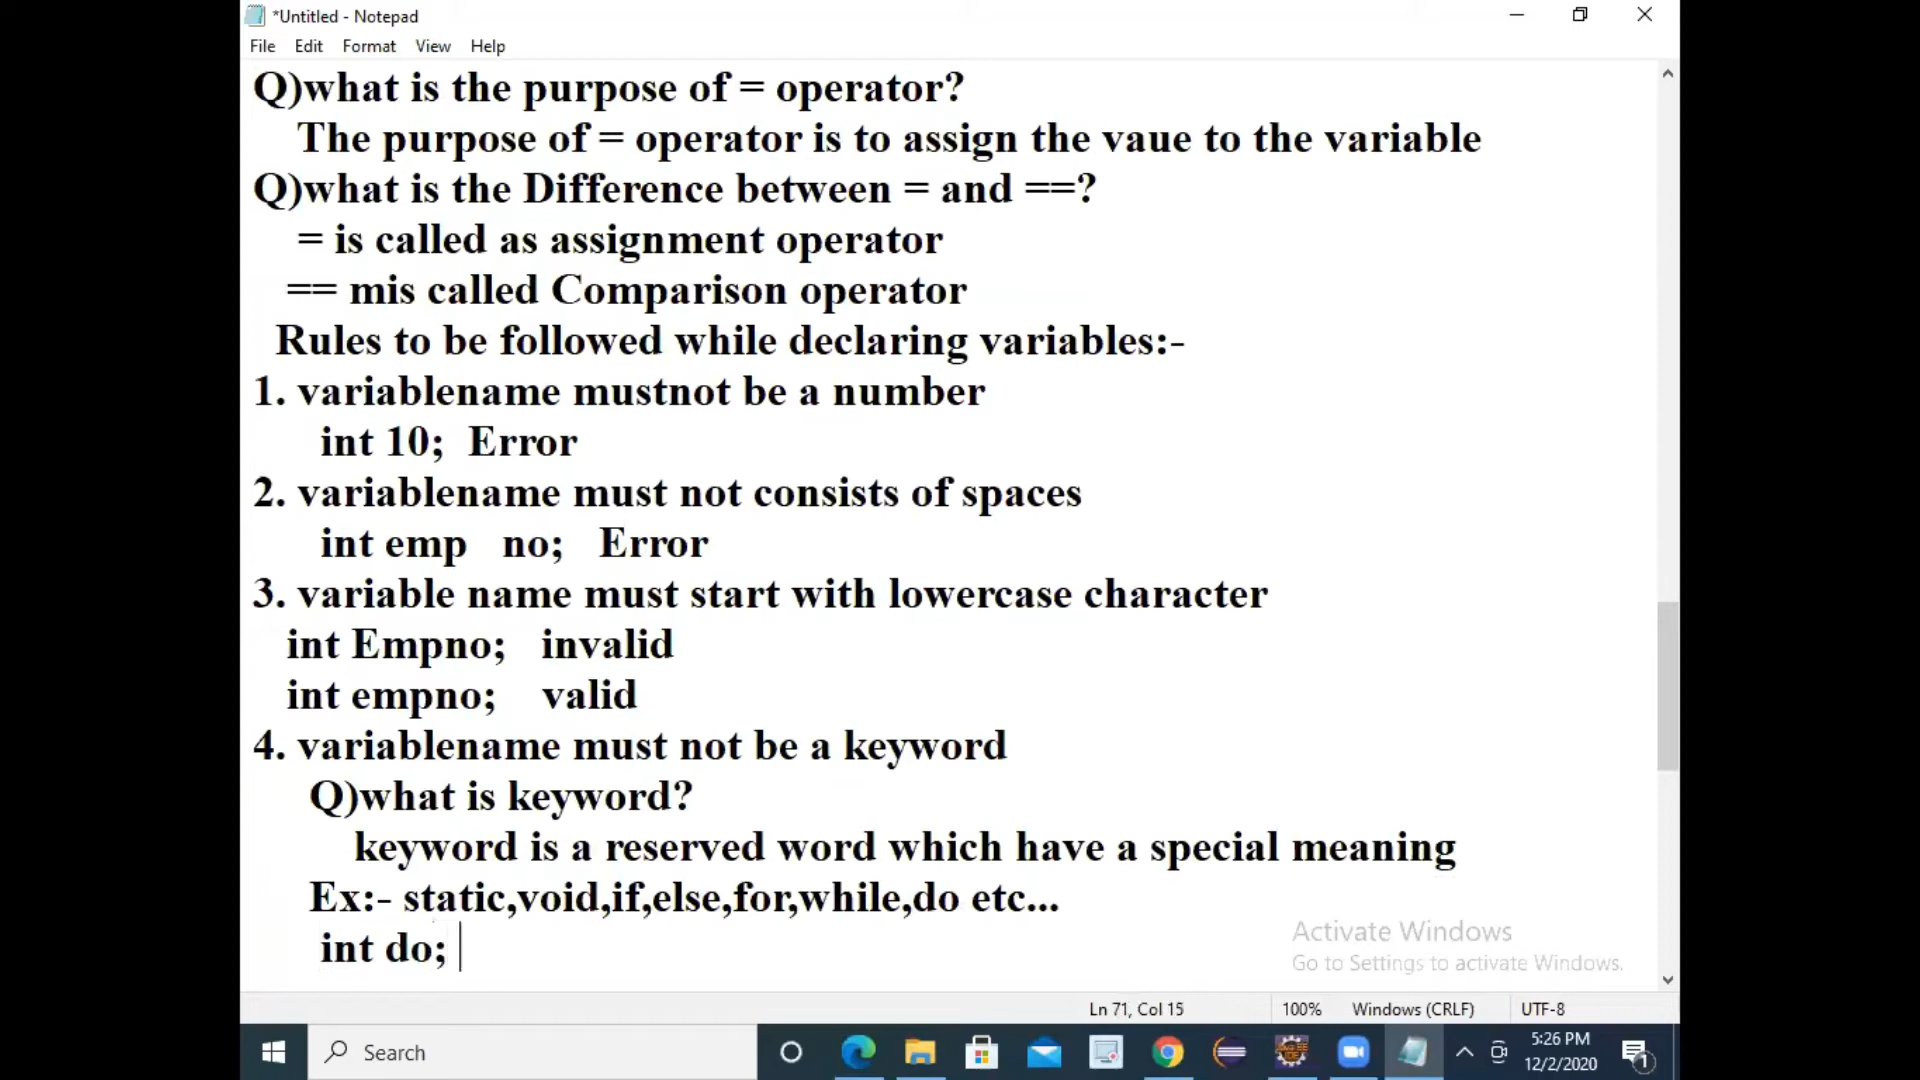 *Untitled - Notepad
File Edit Format View Help
Q)what is the purpose of = operator?
The purpose of = operator is to assign the vaue to the variable
Q)what is the Difference between = and ==?
= is called as assignment operator
== mis called Comparison operator
Rules to be followed while declaring variables:-
1. variablename mustnot be a number
int 10; Error
2. variablename must not consists of spaces
int emp no; Error
3. variable name must start with lowercase character
int Empno; invalid
int empno; valid
4. variablename must not be a keyword
Q)what is keyword?
keyword is a reserved word which have a special meaning
Ex:- static,void,if,else,for,while,do etc...
int do;
Activate Windows
Go to Settings to activate Windows.
Ln 71, Col 15 100% Windows (CRLF) UTF-8
Search
5:26 PM
12/2/2020
1